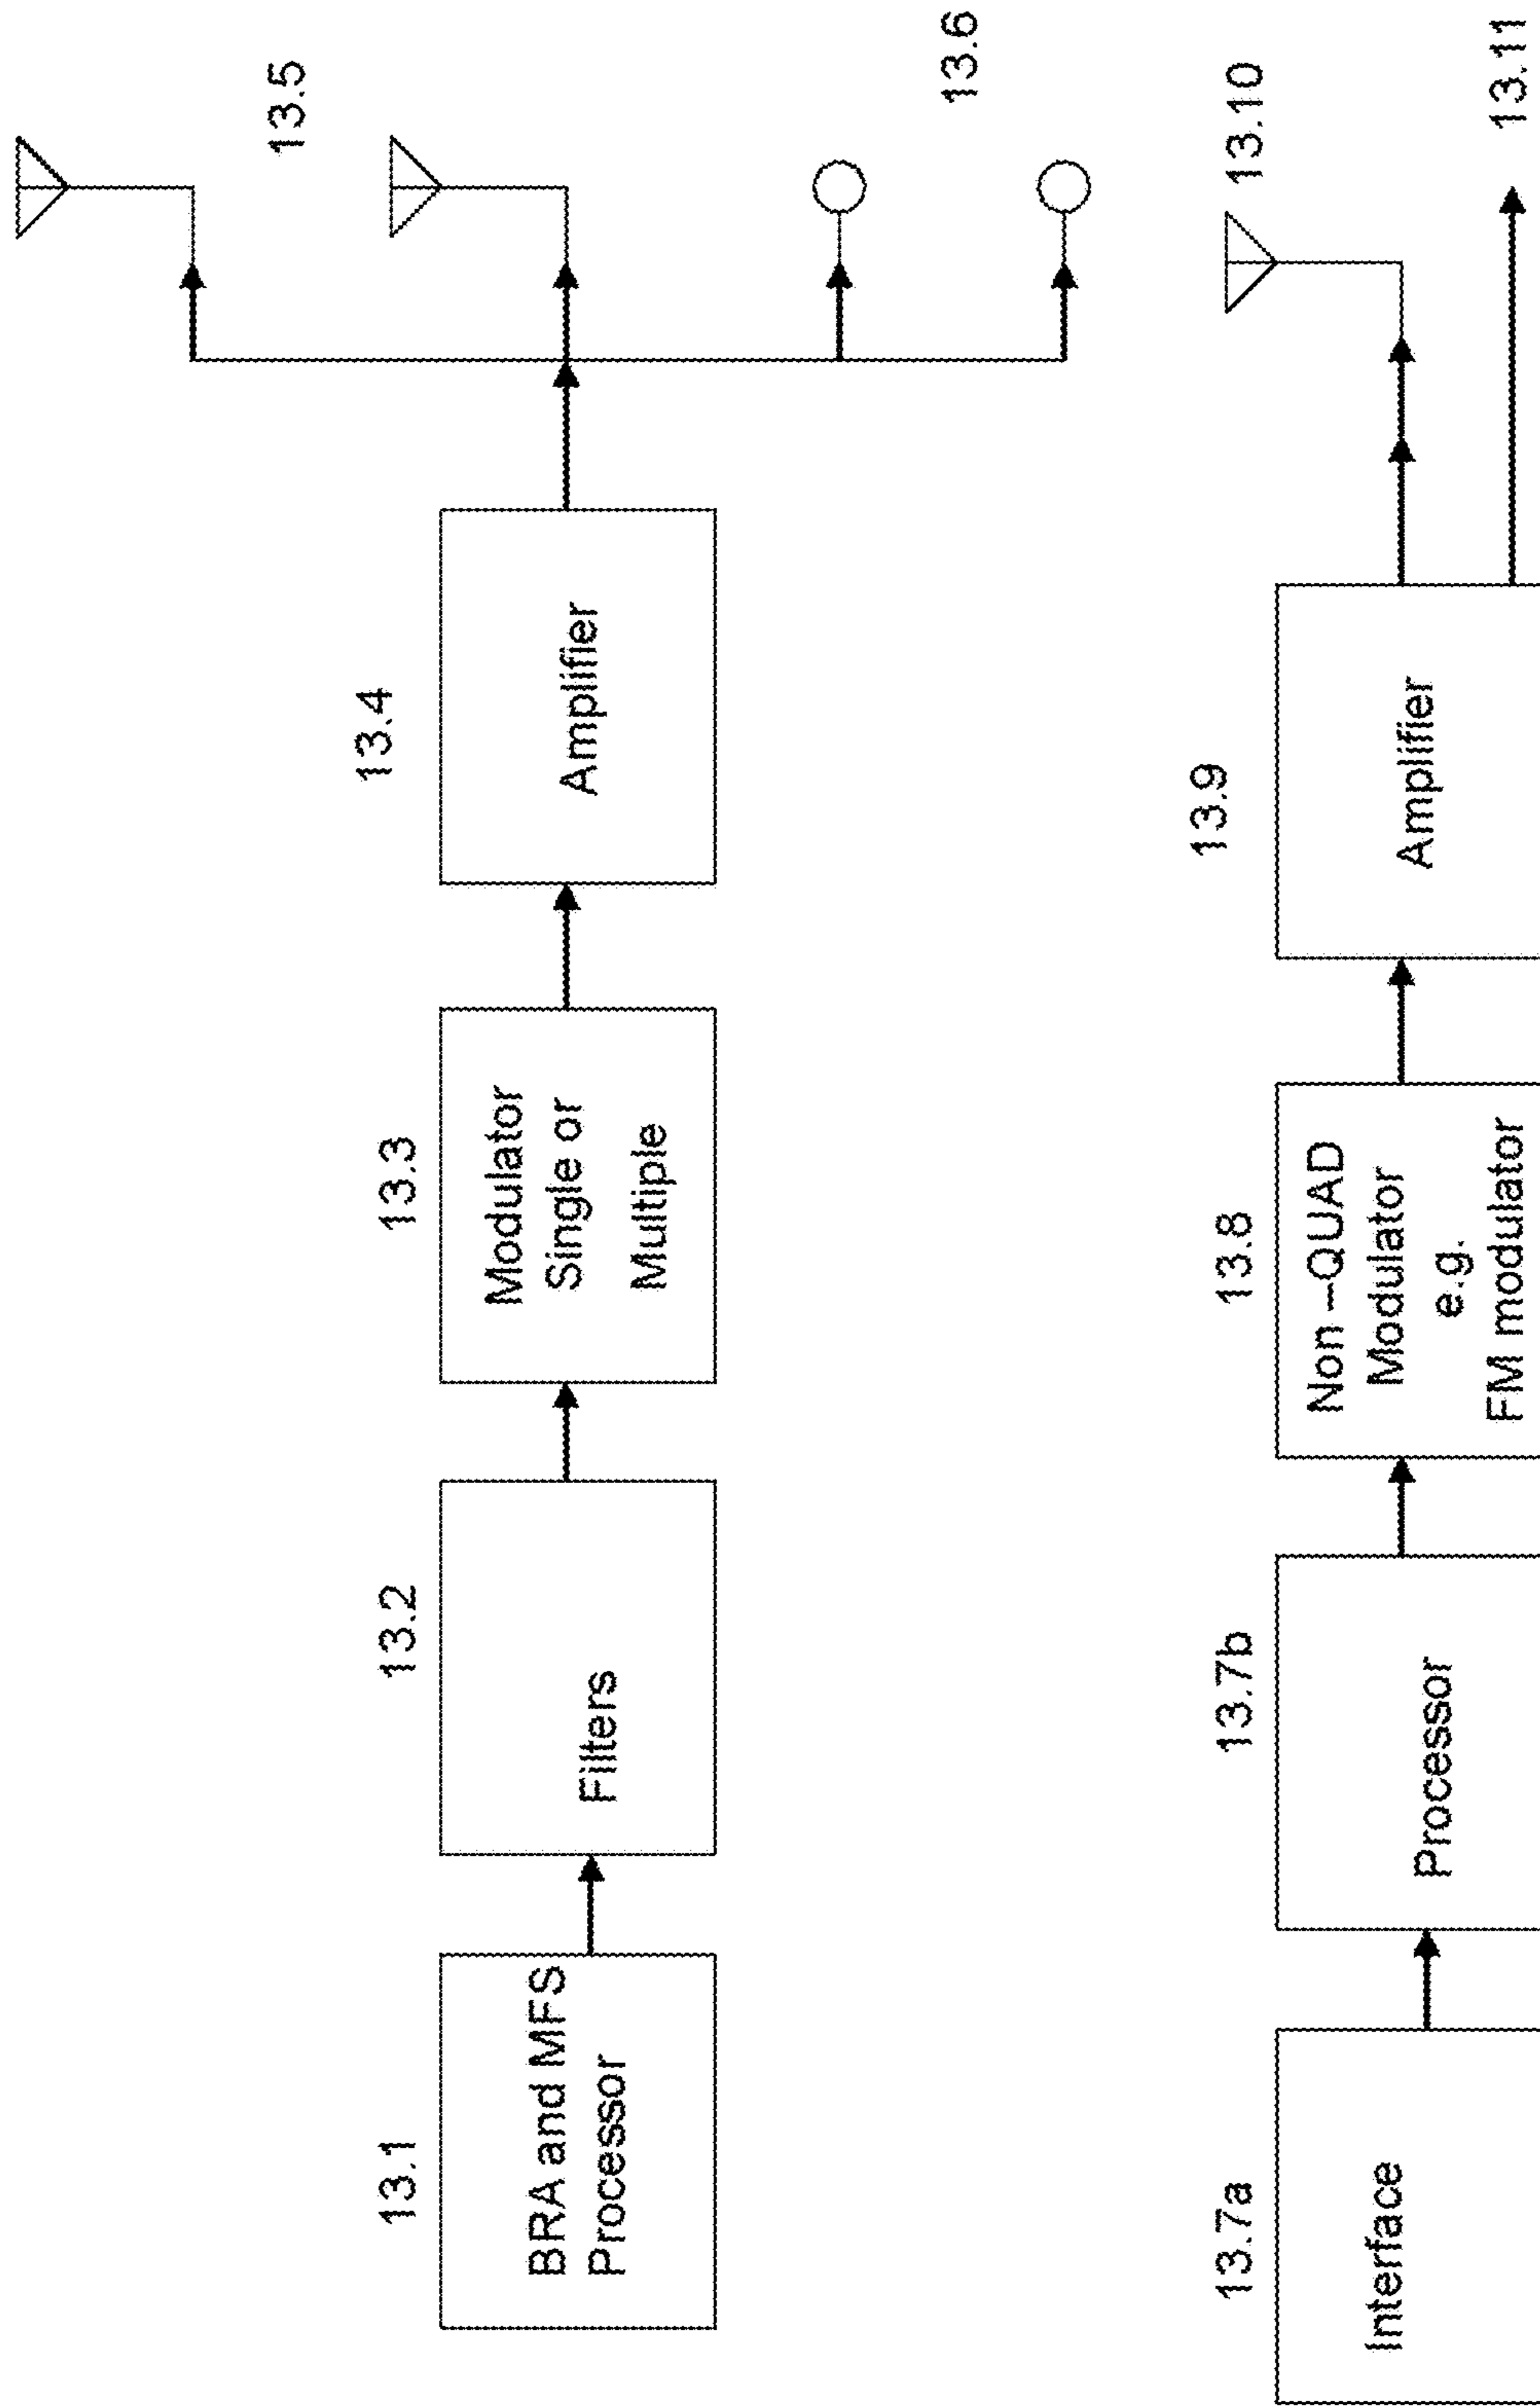 13.1
BRA and MFS
Processor
13.2
Filters
13.3
Modulator
Single or
Multiple
13.4
Amplifier
13.5
13.6
13.7a
Interface
13.7b
Processor
13.8
Non –QUAD
Modulator
e.g.
FM modulator
13.9
Amplifier
13.10
13.11